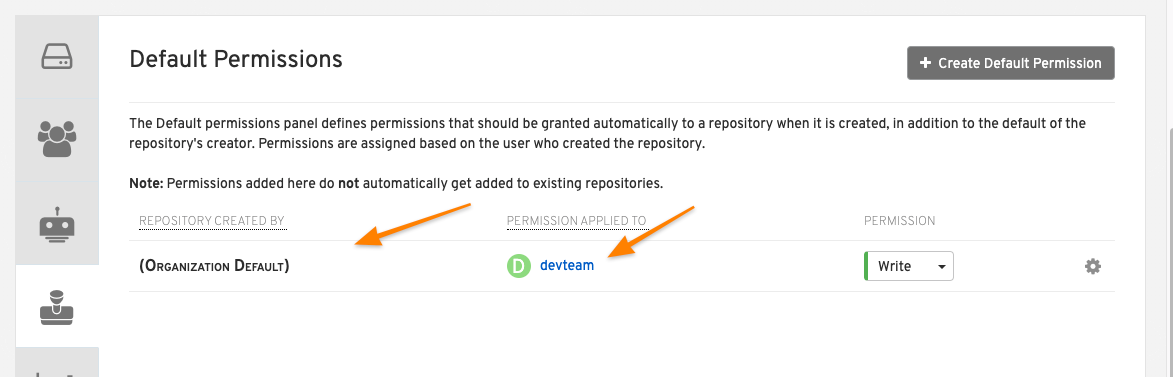 Default Permissions
+ Create Default Permission
The Default permissions panel defines permissions that should be granted automatically to a repository when it is created, in addition to the default of the
repository's creator. Permissions are assigned based on the user who created the repository.
Note: Permissions added here do not automatically get added to existing repositories.
REPOSITORY CREATED BY PERMISSION APPLIED TO PERMISSION
(Organization Default) D devteam Write